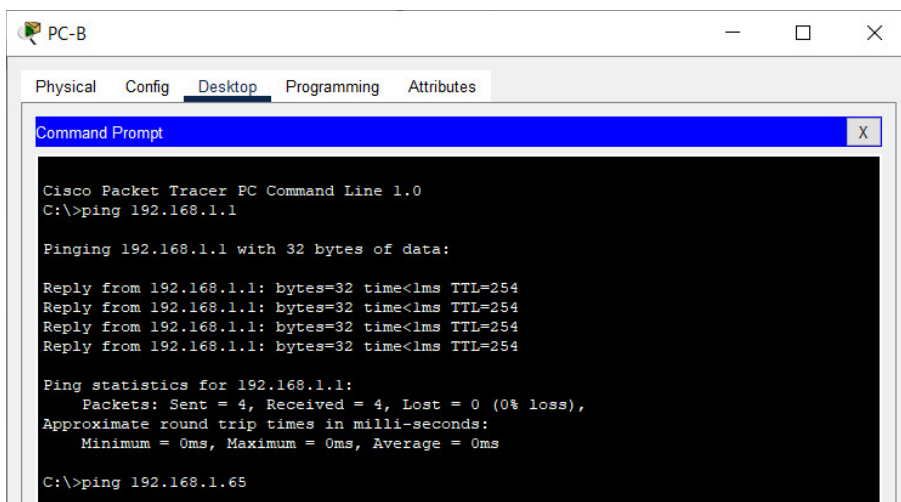 PC-B
Physical Config Desktop Programming Attributes
Command Prompt
X
Cisco Packet Tracer PC Command Line 1.0
C:\>ping 192.168.1.1
Pinging 192.168.1.1 with 32 bytes of data:
Reply from 192.168.1.1: bytes=32 time<1ms TTL=254
Reply from 192.168.1.1: bytes=32 time<1ms TTL=254
Reply from 192.168.1.1: bytes=32 time<1ms TTL=254
Reply from 192.168.1.1: bytes=32 time<1ms TTL=254
Ping statistics for 192.168.1.1:
Packets: Sent = 4, Received = 4, Lost = 0 (0% loss),
Approximate round trip times in milli-seconds:
Minimum = 0ms, Maximum = 0ms, Average = 0ms
C:\>ping 192.168.1.65